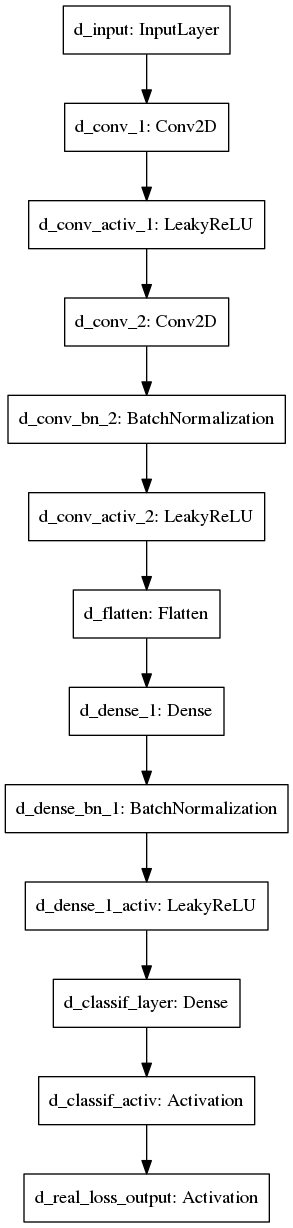 d_input: InputLayer
d_conv_1: Conv2D
d_conv_activ_1: LeakyReLU
d_conv_2: Conv2D
d_conv_bn_2: BatchNormalization
d_conv_activ_2: LeakyReLU
d_flatten: Flatten
d_dense_1: Dense
d_dense_bn_1: BatchNormalization
d_dense_1_activ: LeakyReLU
d_classif_layer: Dense
d_classif_activ: Activation
d_real_loss_output: Activation